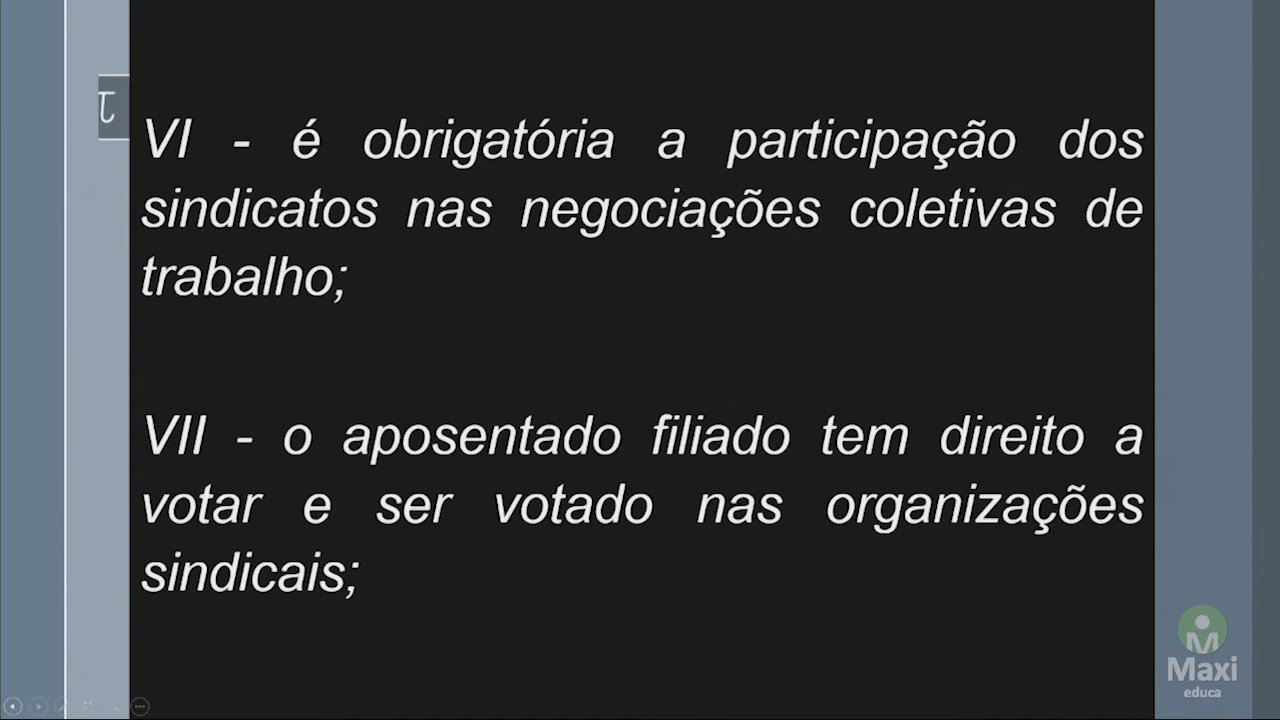 VI - é obrigatória a participação dos
sindicatos nas negociações coletivas de
trabalho;
VII - o aposentado filiado tem direito a
votar e ser votado nas organizações
sindicais;
Maxi
educa